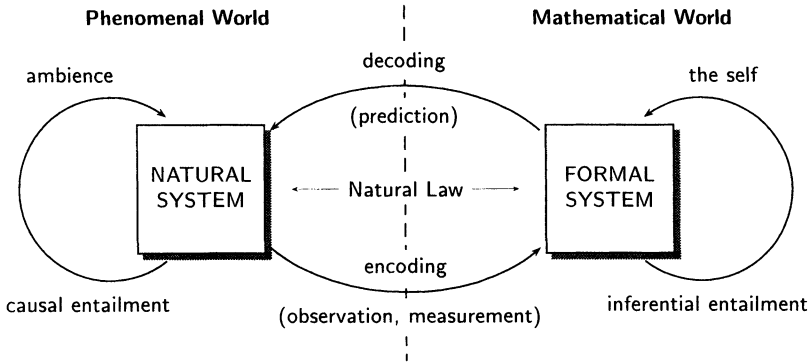 Phenomenal World
Mathematical World
decoding
ambience
the self
(prediction)
NATURAL
SYSTEM
Natural Law
FORMAL
SYSTEM
encoding
causal entailment
(observation, measurement)
inferential entailment